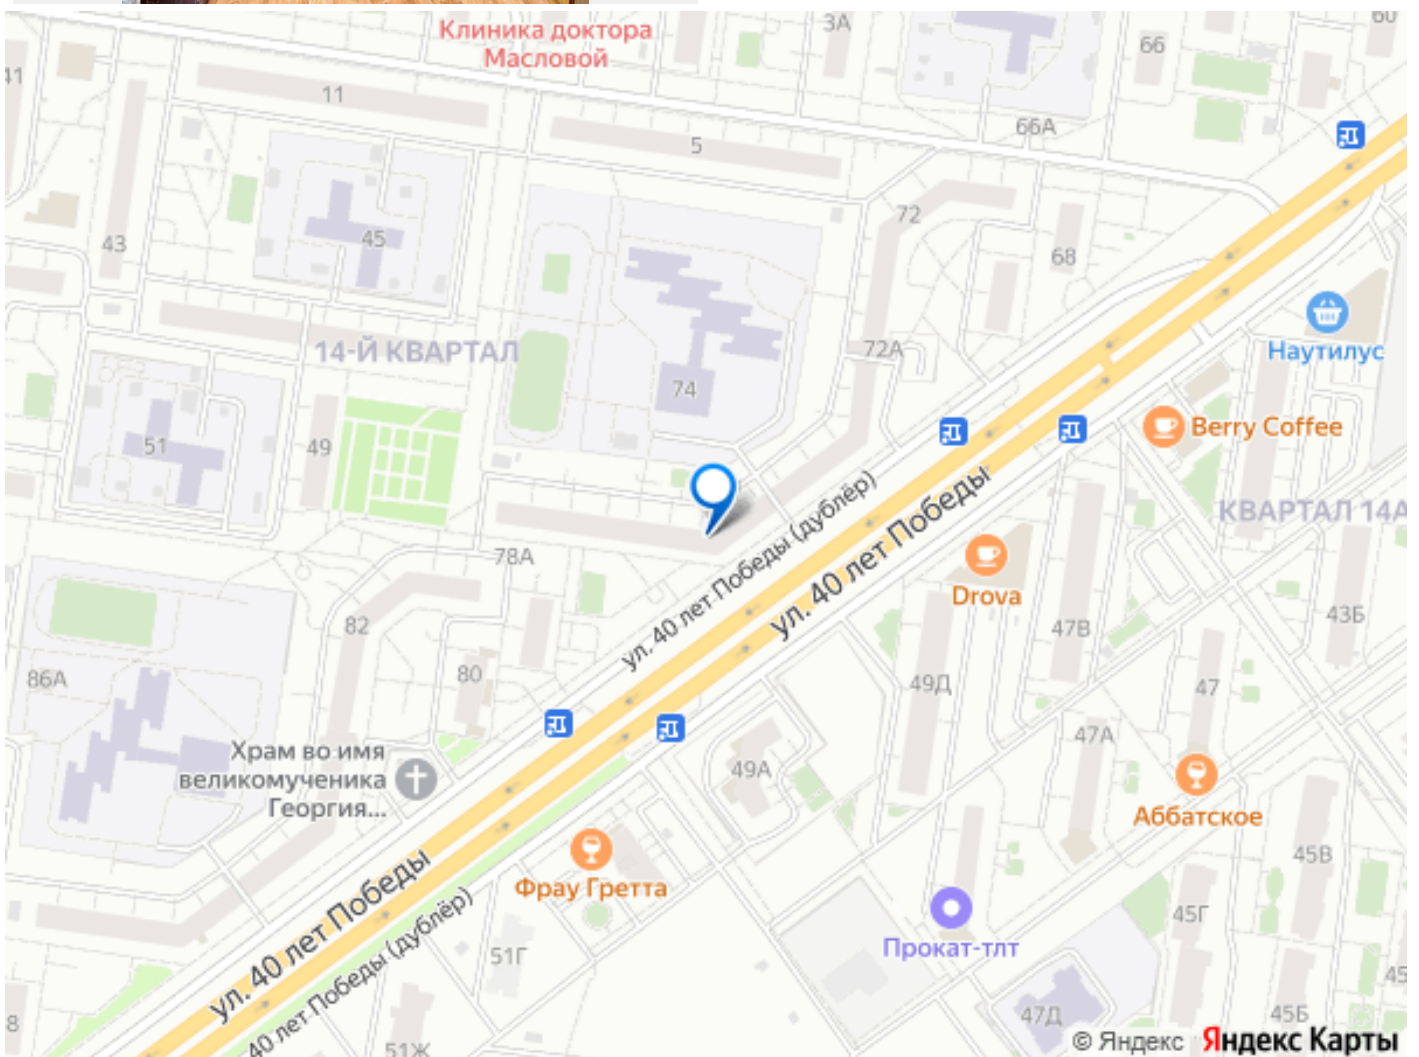 Клиника доктора
Масловой
3А
60
66
41
11
66А
5
72
43
45
68
14-Й КВАРТАЛ
72А
Наутилус
74
Berry Coffee
51
49
КВАРТАЛ 14А
78А
ул. 40 лет Победы (дублёр)
ул. 40 лет Победы
Drova
82
47В
43Б
86А
80
49Д
47
Храм во имя
великомученика
Георгия...
49А
47А
Аббатское
Фрау Гретта
45В
ул. 40 лет Победы
40 лет Победы (дублёр)
45Г
Прокат-тлт
51Г
45
8
47Д
45Б
51Ж
© Яндекс Яндекс Карты